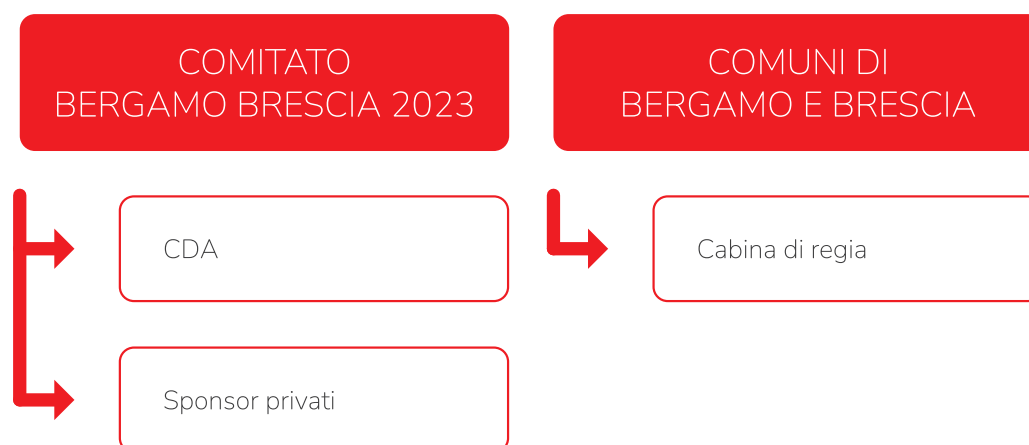 COMITATO
BERGAMO BRESCIA 2023
CDA
Sponsor privati
COMUNI DI
BERGAMO E BRESCIA
Cabina di regia